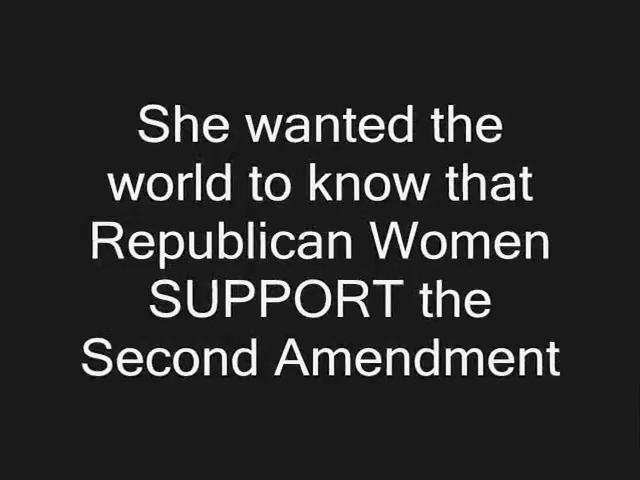 She wanted the
world to know that
Republican Women
SUPPORT the
Second Amendment